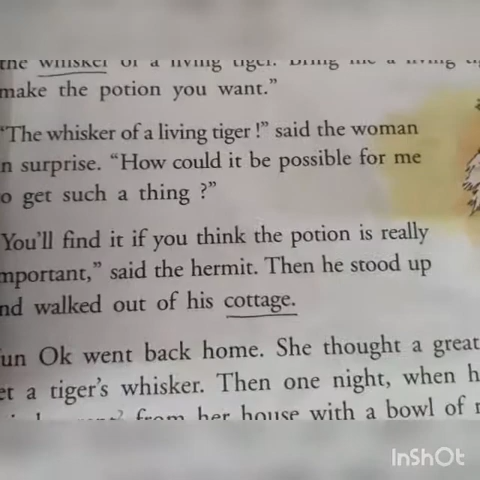 the whisker of a living tiger. Bring me a living
make the potion you want."
"The whisker of a living tiger !" said the woman
n surprise. "How could it be possible for me
o get such a thing ?"
You'll find it if you think the potion is really
mportant," said the hermit. Then he stood up
nd walked out of his cottage.
un Ok went back home. She thought a great
et a tiger's whisker. Then one night, when h
from her house with a bowl of
InShOt